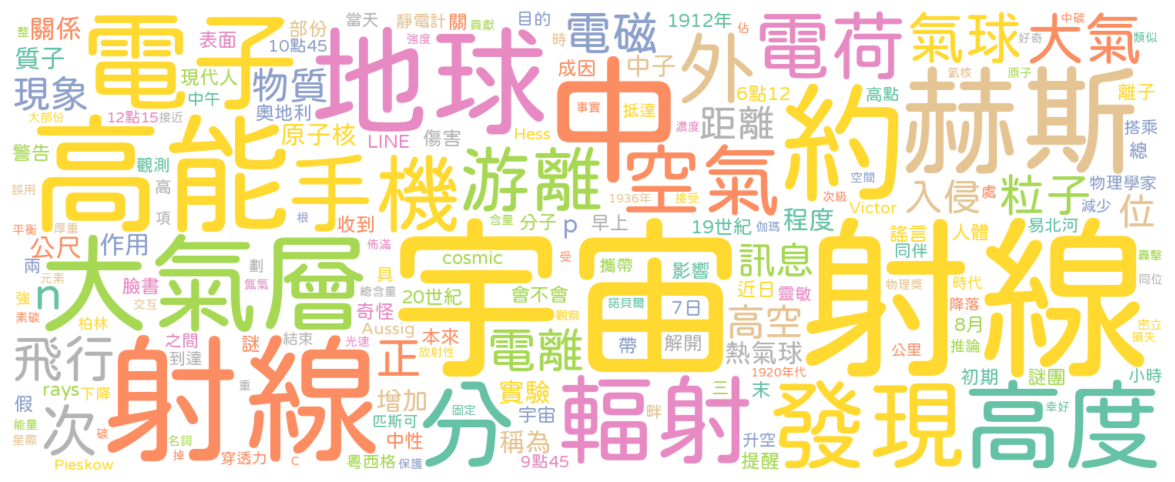 整 關係 電子 表面 部份 當天 靜電計 關 貢獻 強度 時 目的 電磁 1912年 佔 電荷 氣球 好奇 中碳 大氣 類似
質子 現代人 10點45 物質 地球 成因 中子 外 6點12 高點 氦核 原子 離子
現象 中午 奧地利 事實 抵達 距離 赫斯 搭乘
大部份 12點15 接近 原子核 LINE 傷害 Hess 中 濃度 約 總
警告 觀測 高能 手機 游離 空氣 空間 物理學家
誤用 高 項 1936年 接受 次級 入侵 處 粒子 減少 位
平衡 厚重 根 收到 含量 分子 p 早上 19世紀 伽瑪 程度 Victor 謠言 人體 易北河
公尺 作用 佈滿 宇宙 射線 同伴
兩 元素 大氣層 劃 cosmic 受 攜帶 影響 訊息 轟擊
n 臉書 氬氣 總含量 具 20世紀 會不會 近日 靈敏 時代 物理獎 同位
強 交互 奇怪 觀察 諾貝爾 7日 降落
素碳 柏林 之間 謎 結束 Aussig 光速 本來 放射性 電離 帶 解開 高空 熱氣球 公里 8月 推論 密立 損失
飛行 到達 射線 重 正 1920年代
rays 下降 增加 實驗 輻射 三 末 發現 初期 謎團 高度 小時
假 次 匹斯可 分 固定 宇宙 畔 幸好
能量 星際 碳 名詞 中性 稱為 升空
Pieskow 掉 穿透力 C 粵西格 保護 9點45 提醒